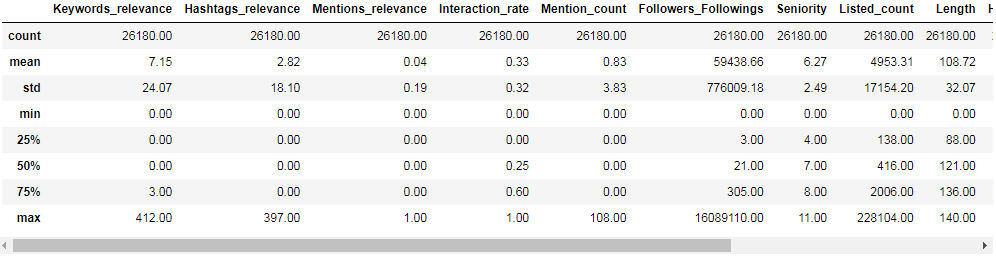 Keywords_relevance Hashtags_relevance Mentions_relevance Interaction_rate Mention_count Followers_Followings Seniority Listed_count Length
count 26180.00 26180.00 26180.00 26180.00 26180.00 26180.00 26180.00 26180.00 26180.00
mean 7.15 2.82 0.04 0.33 0.83 59438.66 6.27 4953.31 108.72
std 24.07 18.10 0.19 0.32 3.83 776009.18 2.49 17154.20 32.07
min 0.00 0.00 0.00 0.00 0.00 0.00 0.00 0.00 0.00
25% 0.00 0.00 0.00 0.00 0.00 3.00 4.00 138.00 88.00
50% 0.00 0.00 0.00 0.25 0.00 21.00 7.00 416.00 121.00
75% 3.00 0.00 0.00 0.60 0.00 305.00 8.00 2006.00 136.00
max 412.00 397.00 1.00 1.00 108.00 16089110.00 11.00 228104.00 140.00